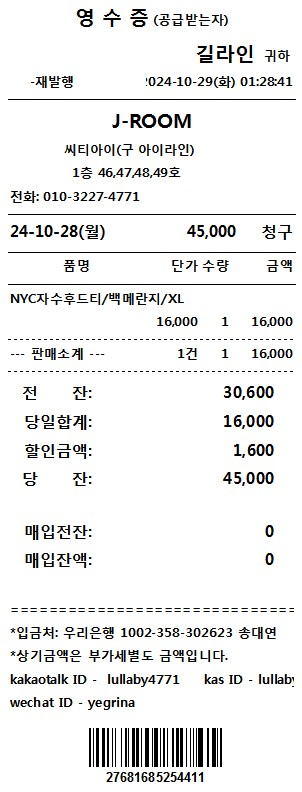 영 수 증 (공급받는자)
길라인 귀하
-재발행 2024-10-29(화) 01:28:41
J-ROOM
씨티아이(구 아이라인)
1층 46,47,48,49호
전화: 010-3227-4771
24-10-28(월) 45,000 청구
품명 단가 수량 금액
NYC자수후드티/백메란지/XL
16,000 1 16,000
--- 판매소계 --- 1건 1 16,000
전 잔: 30,600
당일합계: 16,000
할인금액: 1,600
당 잔: 45,000
매입전잔: 0
매입잔액: 0
==============================
*입금처: 우리은행 1002-358-302623 송대연
*상기금액은 부가세별도 금액입니다.
kakaotalk ID - lullaby4771 kas ID - lullaby
wechat ID - yegrina
27681685254411